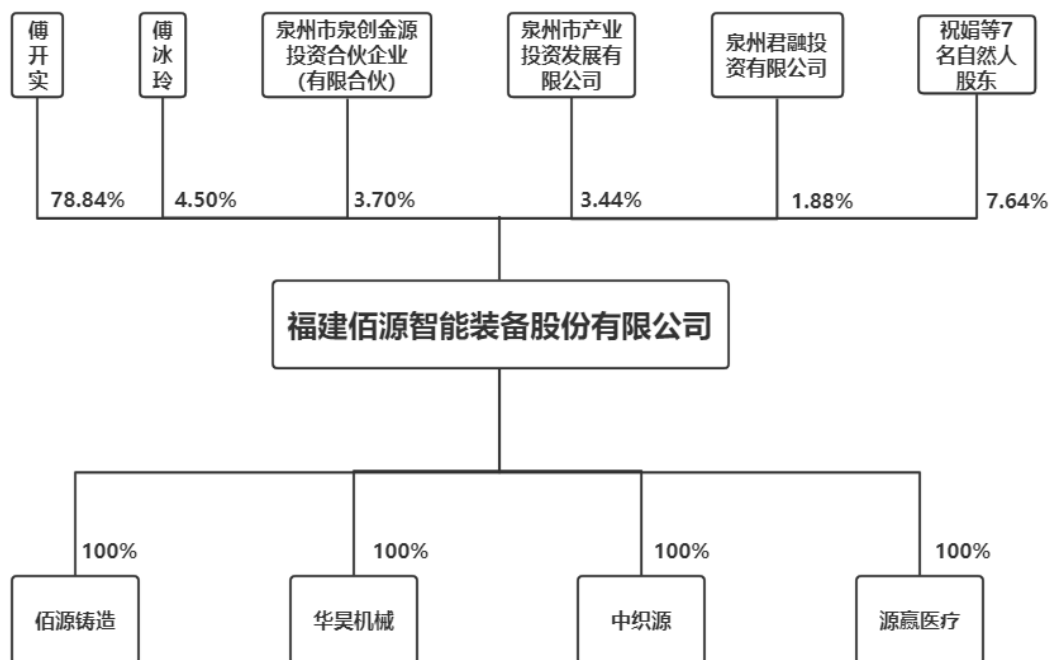 傅
开
实
傅
冰
玲
泉州市泉创金源
投资合伙企业
(有限合伙)
泉州市产业
投资发展有
限公司
泉州君融投
资有限公司
祝娟等7
名自然人
股东
78.84%
4.50%
3.70%
3.44%
1.88%
7.64%
福建佰源智能装备股份有限公司
100%
100%
100%
100%
佰源铸造
华昊机械
中织源
源赢医疗